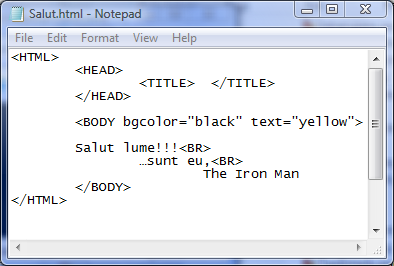 Salut.html - Notepad
File Edit Format View Help
<HTML>
<HEAD>
<TITLE> </TITLE>
</HEAD>
<BODY bgcolor="black" text="yellow">
Salut lume!!!<BR>
…sunt eu,<BR>
The Iron Man
</BODY>
</HTML>